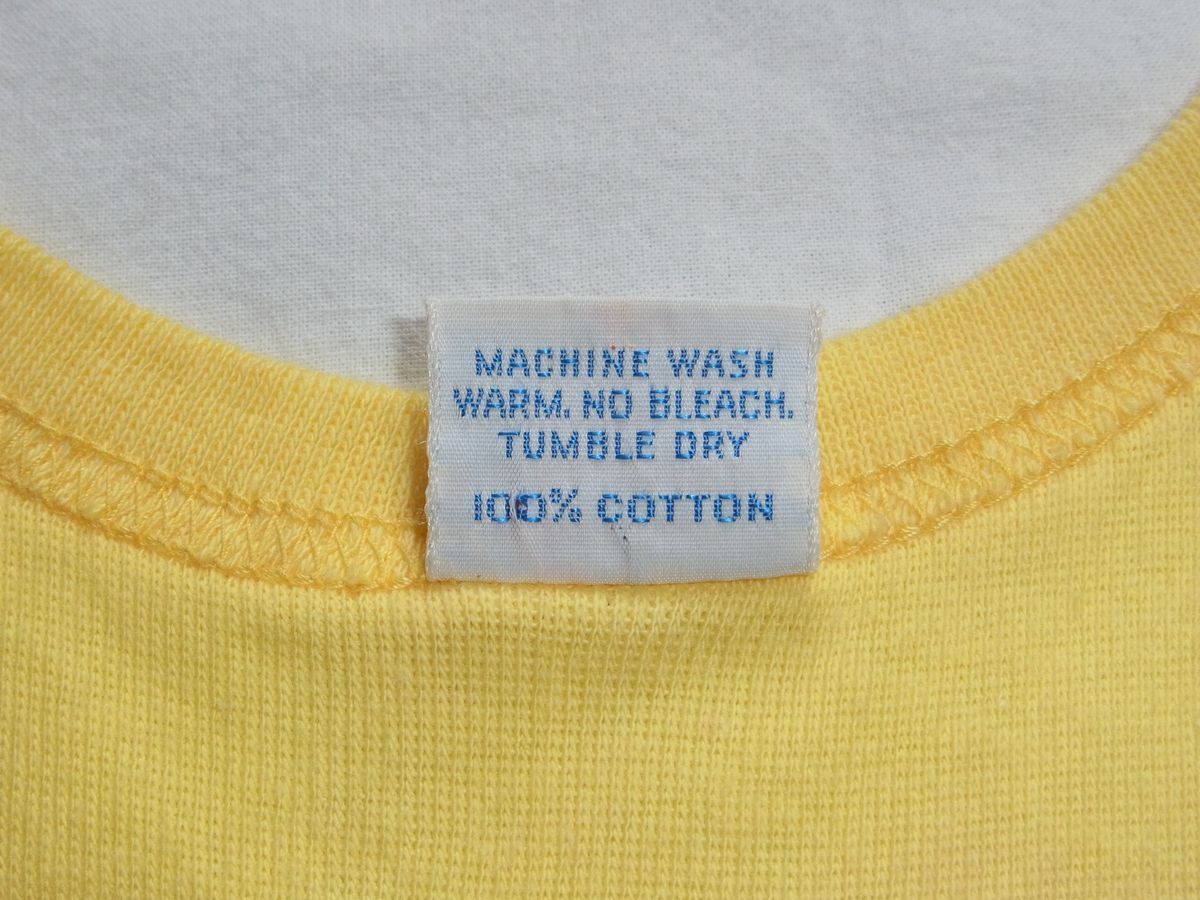 MACHINE WASH
WARM. NO BLEACH.
TUMBLE DRY
100% COTTON